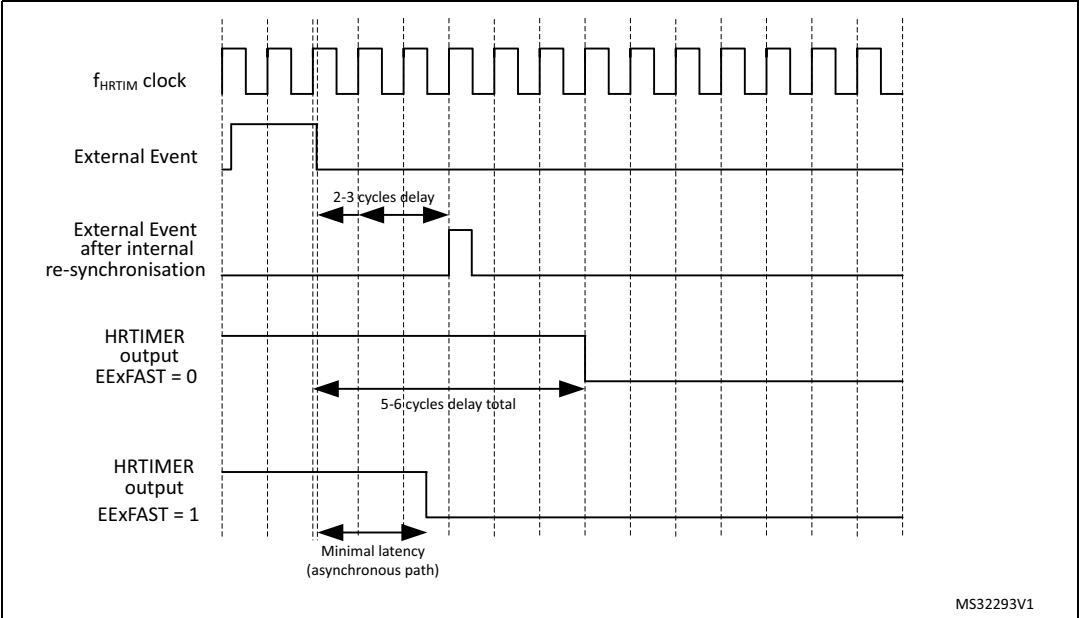 fHRTIM clock
External Event
2-3 cycles delay
External Event
after internal
re-synchronisation
HRTIMER
output
EExFAST = 0
5-6 cycles delay total
HRTIMER
output
EExFAST = 1
Minimal latency
(asynchronous path)
MS32293V1